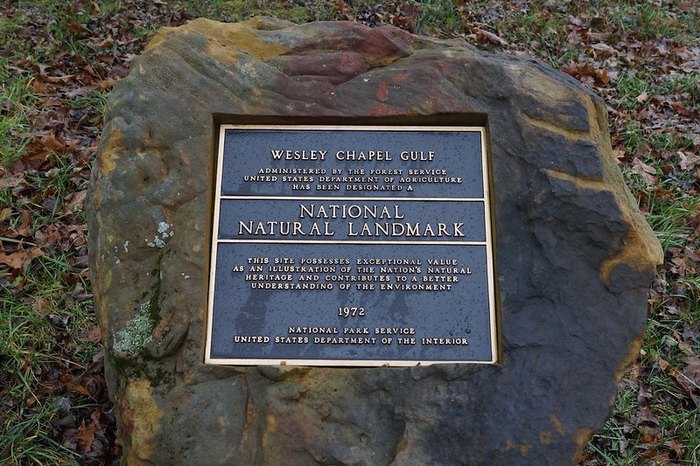 WESLEY CHAPEL GULF
ADMINISTERED BY THE FOREST SERVICE
UNITED STATES DEPARTMENT OF AGRICULTURE
HAS BEEN DESIGNATED A
NATIONAL
NATURAL LANDMARK
THIS SITE POSSESSES EXCEPTIONAL VALUE
AS AN ILLUSTRATION OF THE NATION'S NATURAL
HERITAGE AND CONTRIBUTES TO A BETTER
UNDERSTANDING OF THE ENVIRONMENT
1972
NATIONAL PARK SERVICE
UNITED STATES DEPARTMENT OF THE INTERIOR